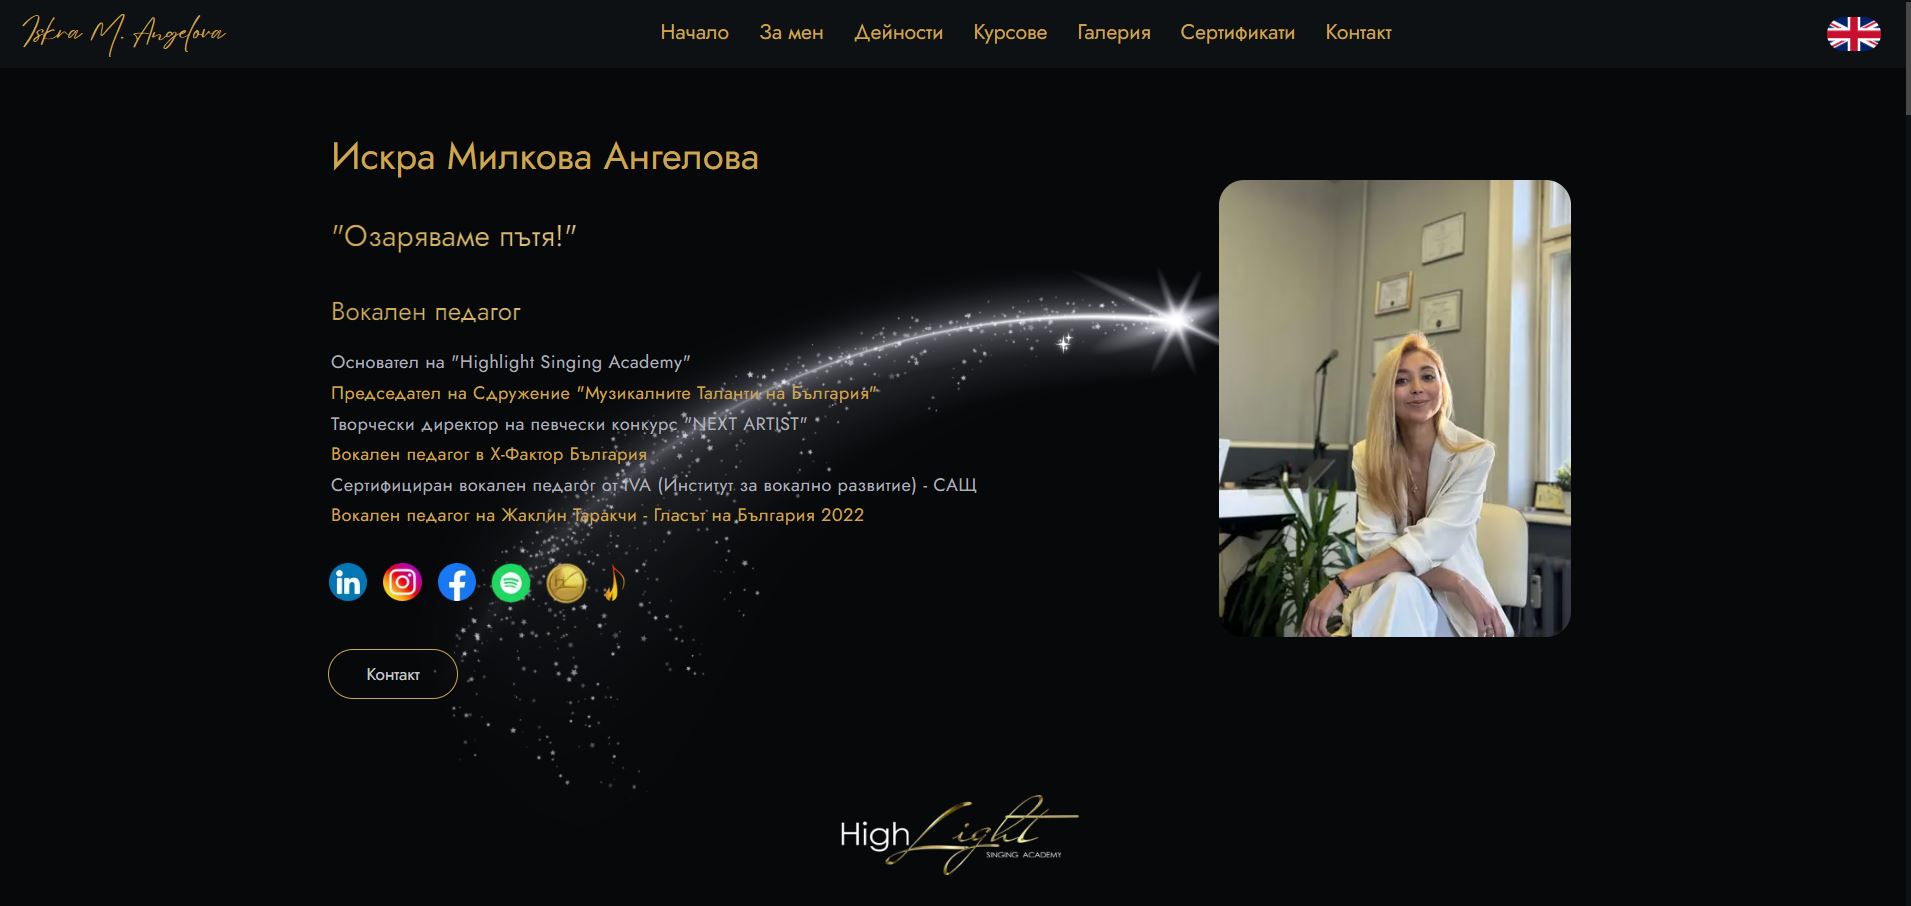 Iskra M. Angelova
Начало За мен Дейности Курсове Галерия Сертификати Контакт
Искра Милкова Ангелова
"Озаряваме пътя!"
Вокален педагог
Основател на "Highlight Singing Academy"
Председател на Сдружение "Музикалните Таланти на България"
Творчески директор на певчески конкурс "NEXT ARTIST"
Вокален педагог в Х-Фактор България
Сертифициран вокален педагог от IVA (Институт за вокално развитие) - САЩ
Вокален педагог на Жаклин Таракчи - Гласът на България 2022
in
Контакт
High Light
SINGING ACADEMY